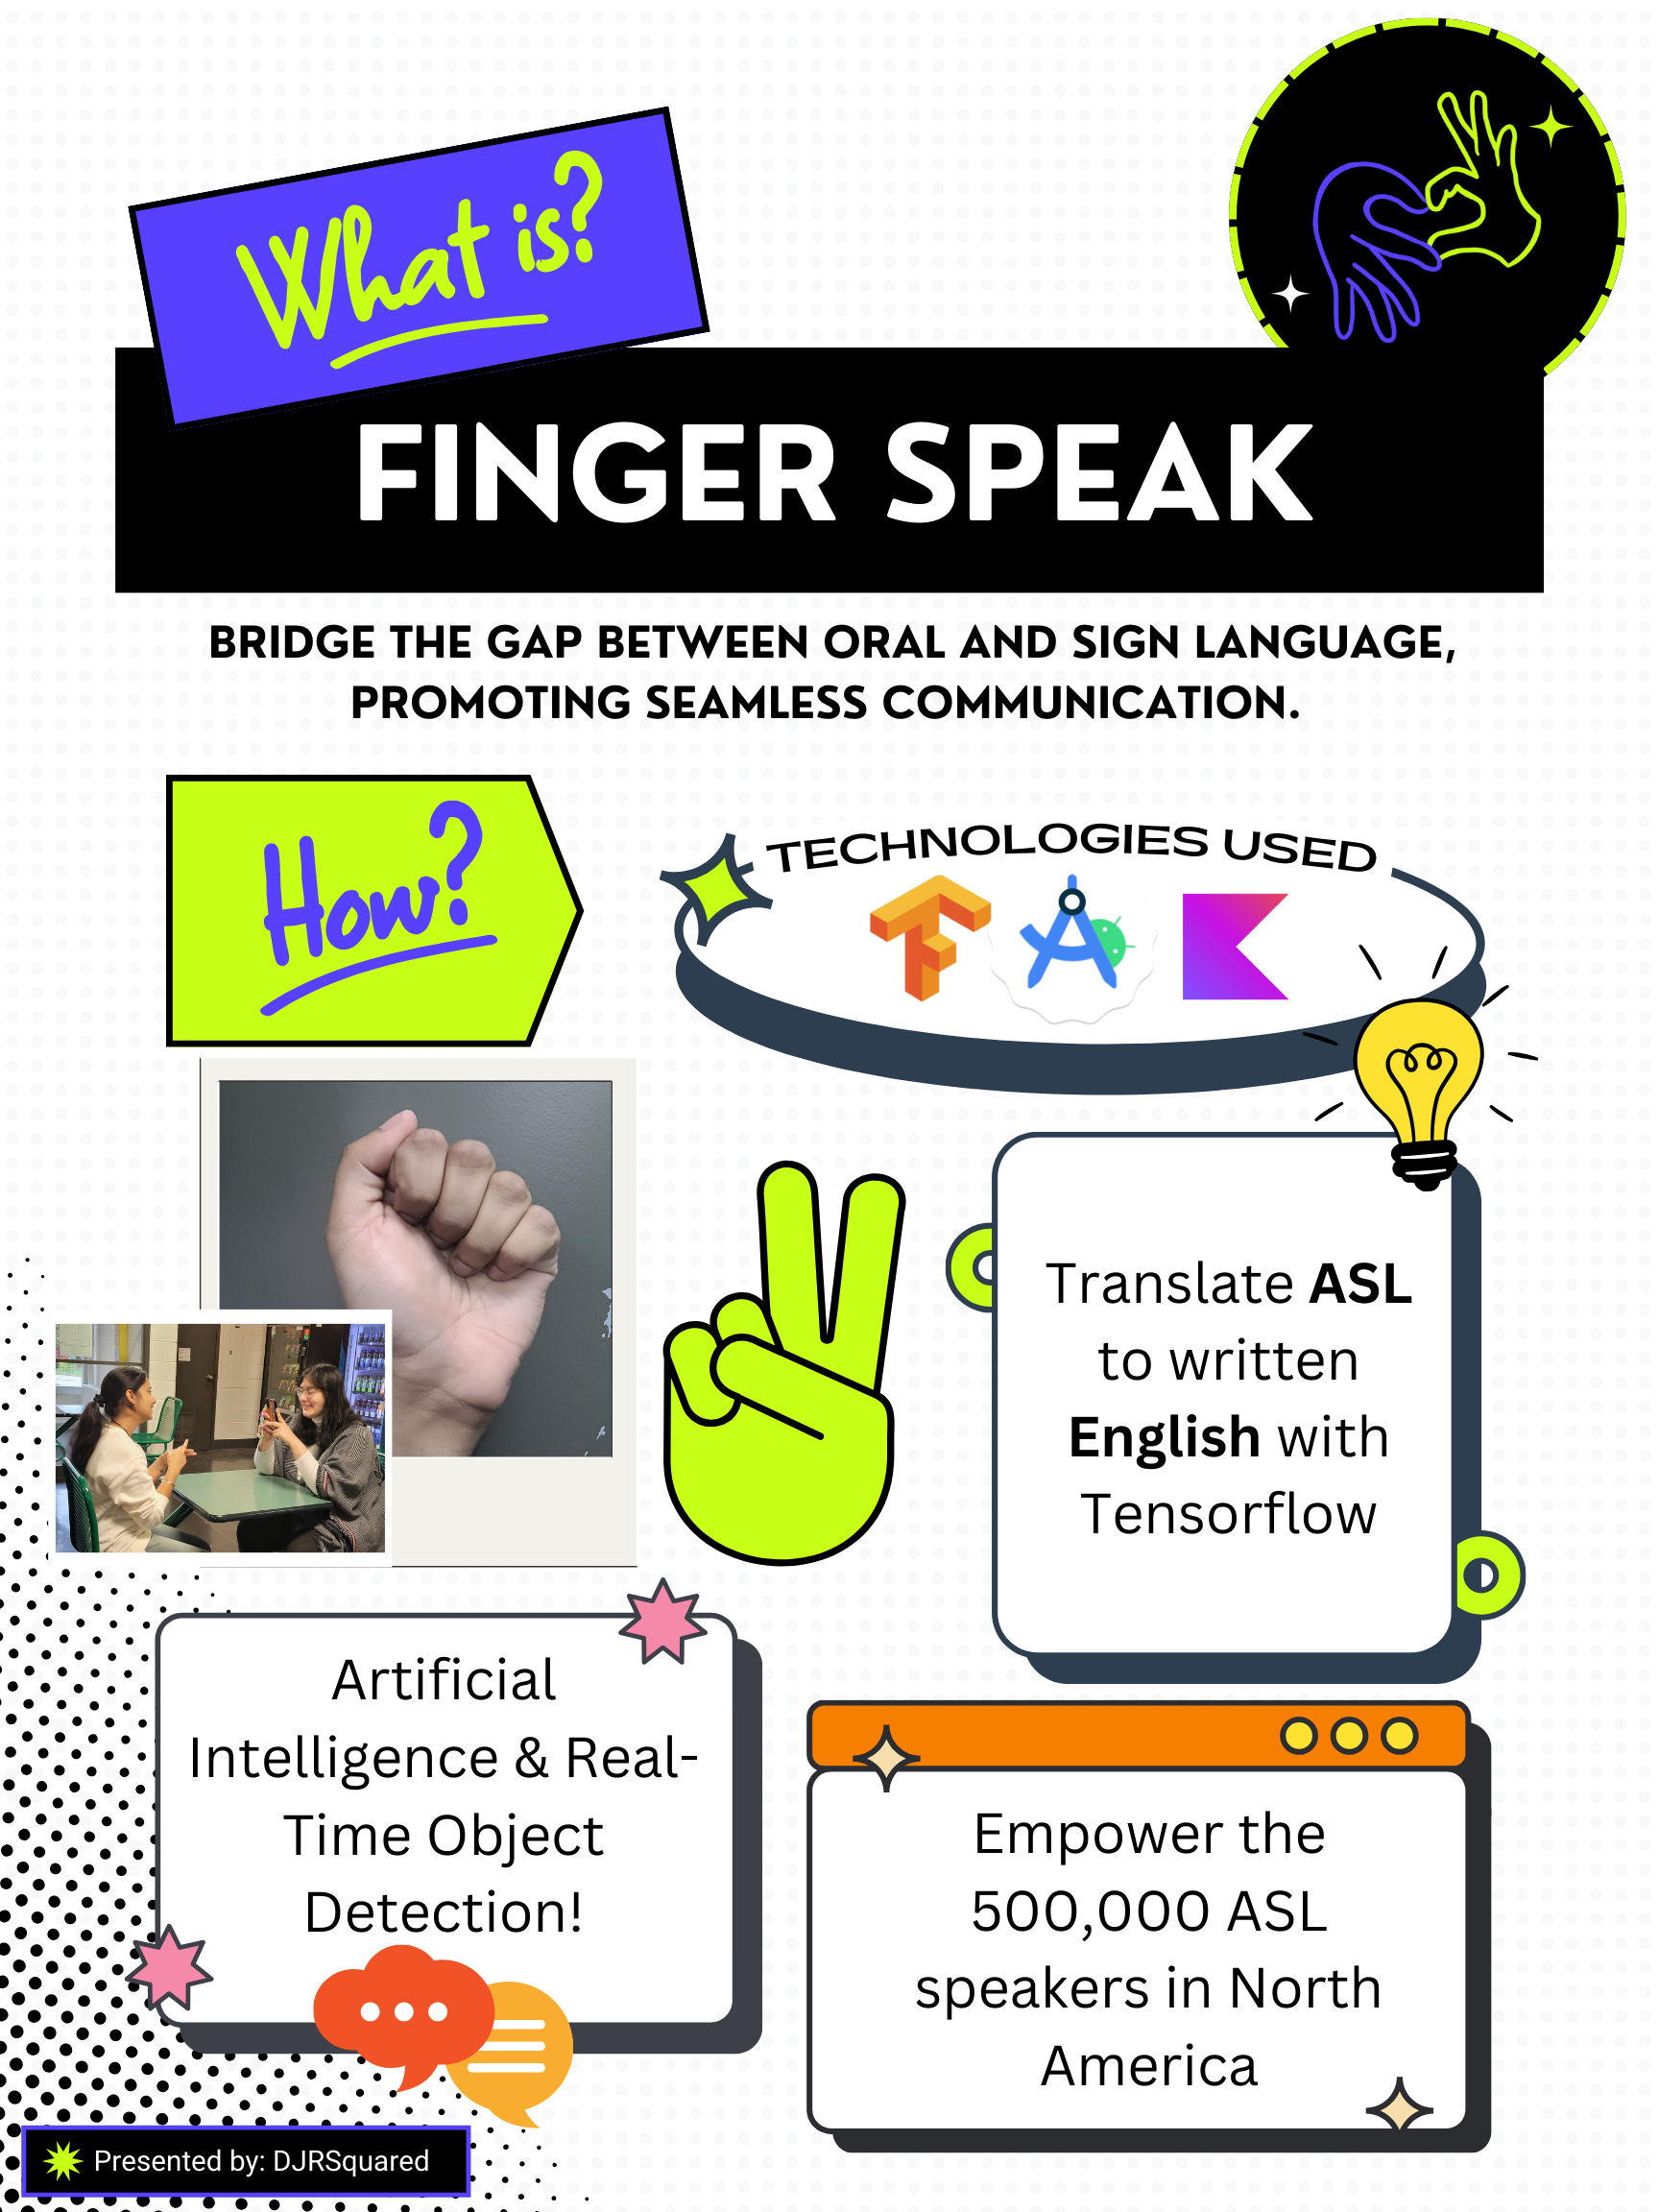 What is?
FINGER SPEAK
BRIDGE THE GAP BETWEEN ORAL AND SIGN LANGUAGE,
PROMOTING SEAMLESS COMMUNICATION.
How?
TECHNOLOGIES USED
Translate ASL
to written
English with
Tensorflow
Artificial
Intelligence & Real-
Time Object
Detection!
Empower the
500,000 ASL
speakers in North
America
Presented by: DJRSquared